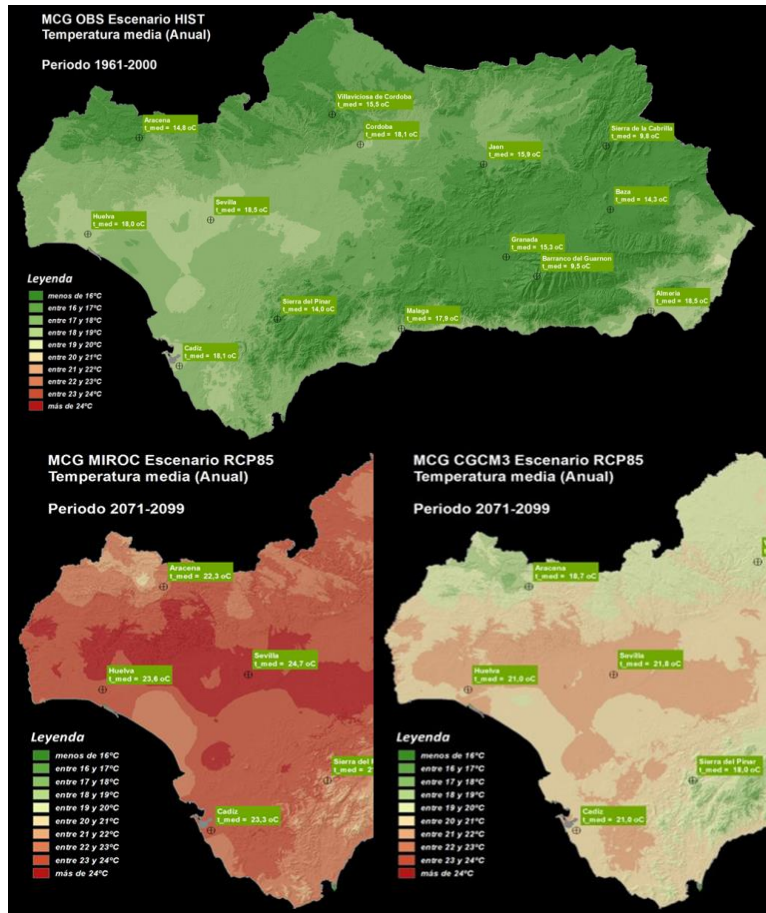 MCG OBS Escenario HIST
Temperatura media (Anual)
Periodo 1961-2000
Villaviciosa de Cordoba
t_med = 15,5 oC
Aracena
t_med = 14,8 oC
Cordoba
t_med = 18,1 oC
Sierra de la Cabrilla
t_med = 9,8 oC
Jaen
t_med = 15,9 oC
Baza
t_med = 14,3 oC
Sevilla
t_med = 18,5 oC
Huelva
t_med = 18,0 oC
Granada
t_med = 15,3 oC
Barranco del Guarnon
t_med = 9,5 oC
Almaria
t_med = 18,5 oC
Sierra del Pinar
t_med = 14,0 oC
Malaga
t_med = 17,9 oC
Cadiz
t_med = 18,1 oC
Leyenda
menos de 16ºC
entre 16 y 17ºC
entre 17 y 18ºC
entre 18 y 19ºC
entre 19 y 20ºC
entre 20 y 21ºC
entre 21 y 22ºC
entre 22 y 23ºC
entre 23 y 24ºC
más de 24ºC
MCG MIROC Escenario RCP85
Temperatura media (Anual)
Periodo 2071-2099
Aracena
t_med = 22,3 oC
Sevilla
t_med = 24,7 oC
Huelva
t_med = 23,6 oC
Sierra del
Cadiz
t_med = 23,3 oC
Leyenda
menos de 16ºC
entre 16 y 17ºC
entre 17 y 18ºC
entre 18 y 19ºC
entre 19 y 20ºC
entre 20 y 21ºC
entre 21 y 22ºC
entre 22 y 23ºC
entre 23 y 24ºC
más de 24ºC
MCG CGCM3 Escenario RCP85
Temperatura media (Anual)
Periodo 2071-2099
Aracena
t_med = 18,7 oC
Sevilla
t_med = 21,8 oC
Huelva
t_med = 21,0 oC
Sierra del Pinar
t_med = 18,0 oC
Cadiz
t_med = 21,0 oC
Leyenda
menos de 16ºC
entre 16 y 17ºC
entre 17 y 18ºC
entre 18 y 19ºC
entre 19 y 20ºC
entre 20 y 21ºC
entre 21 y 22ºC
entre 22 y 23ºC
entre 23 y 24ºC
más de 24ºC